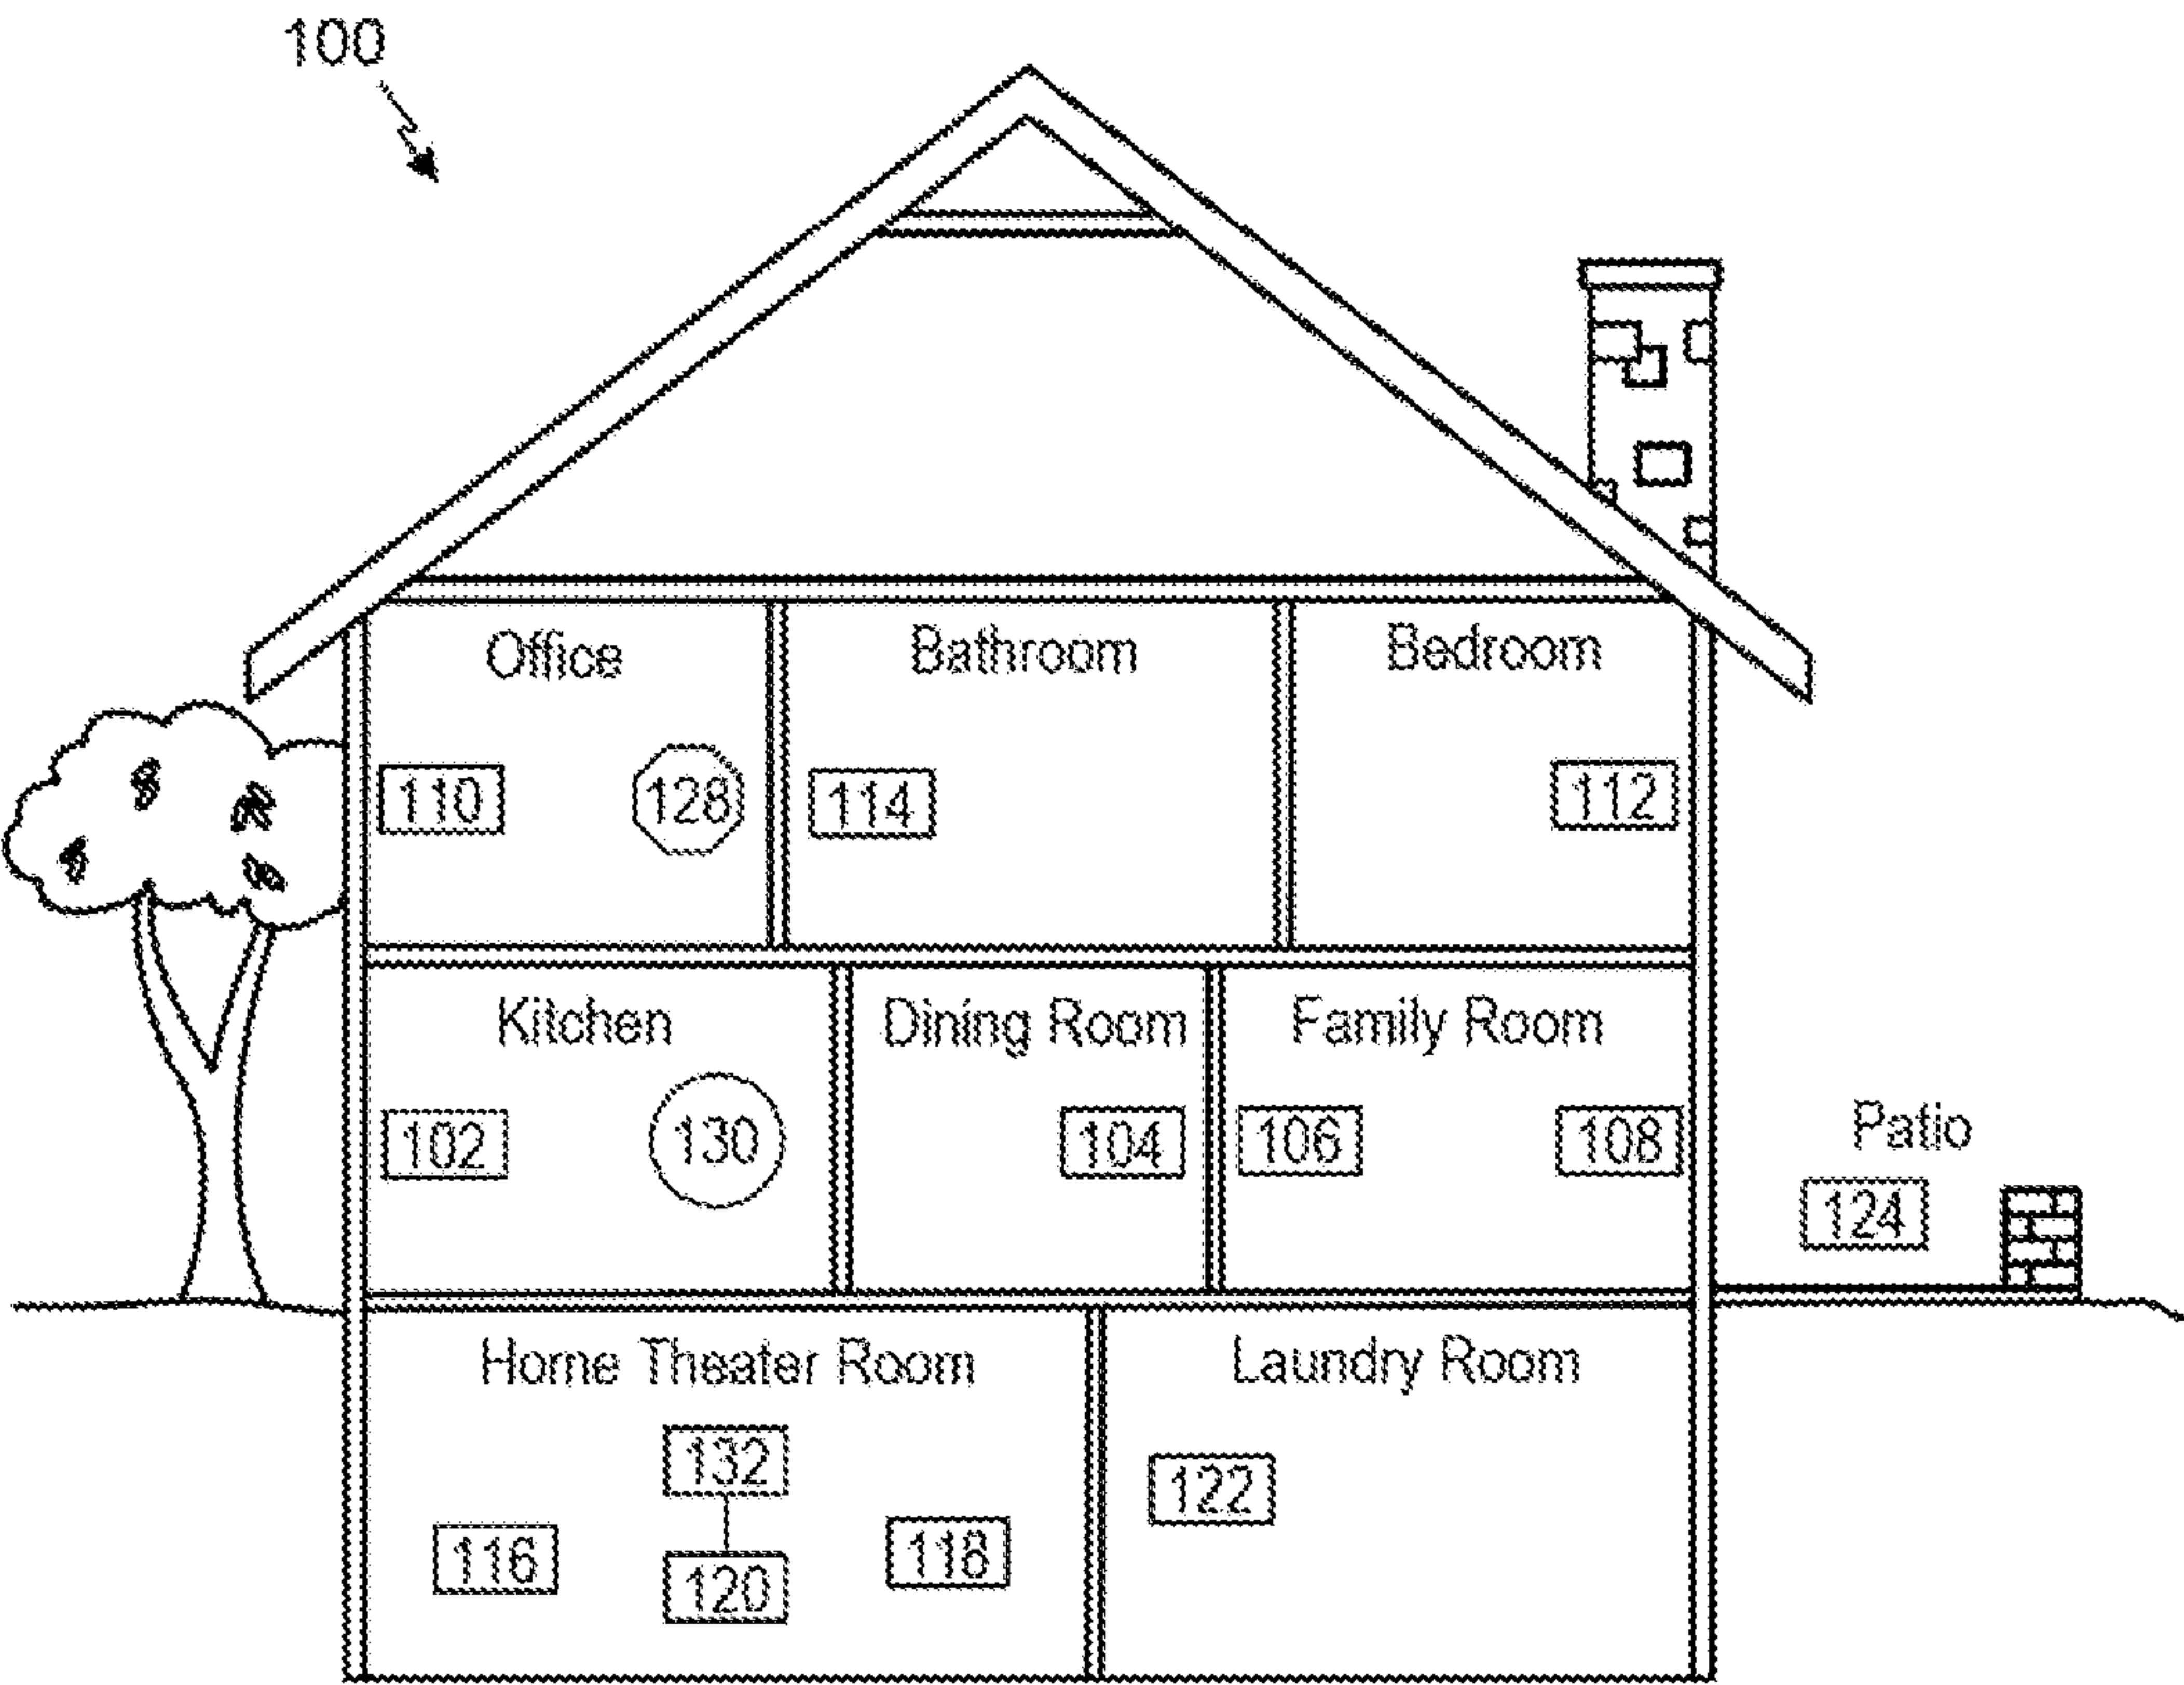 100
Office Bathroom Bedroom
110 128 114 112
Kitchen Dining Room Family Room
102 130 104 106 108
Patio
124
Home Theater Room Laundry Room
132
122
116 120 118